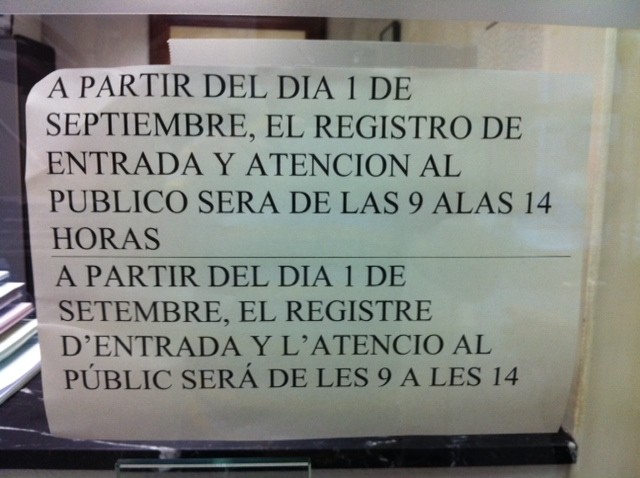 A PARTIR DEL DIA 1 DE
SEPTIEMBRE, EL REGISTRO DE
ENTRADA Y ATENCION AL
PUBLICO SERA DE LAS 9 ALAS 14
HORAS
A PARTIR DEL DIA 1 DE
SETEMBRE, EL REGISTRE
D'ENTRADA Y L'ATENCIO AL
PÚBLIC SERÁ DE LES 9 A LES 14